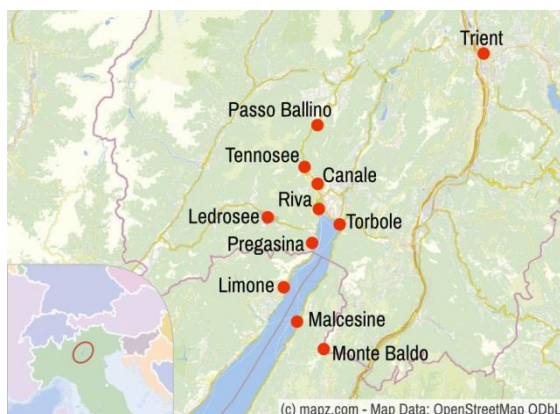 Trient
Passo Ballino
Tennosee
Canale
Riva
Ledrosee
Torbole
Pregasina
Limone
Malcesine
Monte Baldo
(c) mapz.com - Map Data: OpenStreetMap ODbL